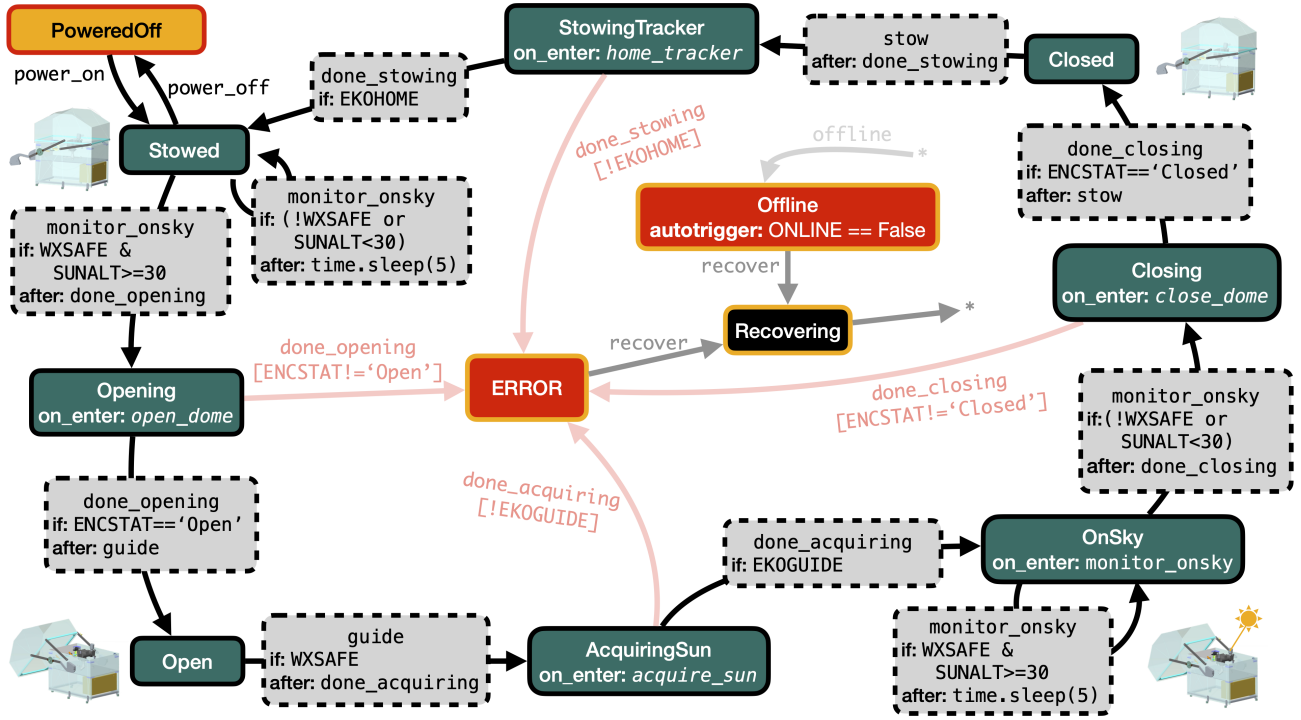 PoweredOff
power_on
power_off
Stowed
done_stowing
if: EKOHOME
StowingTracker
on_enter: home_tracker
stow
after: done_stowing
Closed
monitor_onsky
if: (!WXSAFE or
SUNALT<30)
after: time.sleep(5)
monitor_onsky
if: WXSAFE &
SUNALT>=30
after: done_opening
done_stowing
[!EKOHOME]
offline
*
Offline
autotrigger: ONLINE == False
recover
Recovering
*
done_closing
if: ENCSTAT==‘Closed’
after: stow
Closing
on_enter: close_dome
Opening
on_enter: open_dome
done_opening
[ENCSTAT!=‘Open’]
ERROR
recover
done_closing
[ENCSTAT!=‘Closed’]
monitor_onsky
if:(!WXSAFE or
SUNALT<30)
after: done_closing
done_opening
if: ENCSTAT==‘Open’
after: guide
done_acquiring
[!EKOGUIDE]
done_acquiring
if: EKOGUIDE
OnSky
on_enter: monitor_onsky
Open
guide
if: WXSAFE
after: done_acquiring
AcquiringSun
on_enter: acquire_sun
monitor_onsky
if: WXSAFE &
SUNALT>=30
after: time.sleep(5)